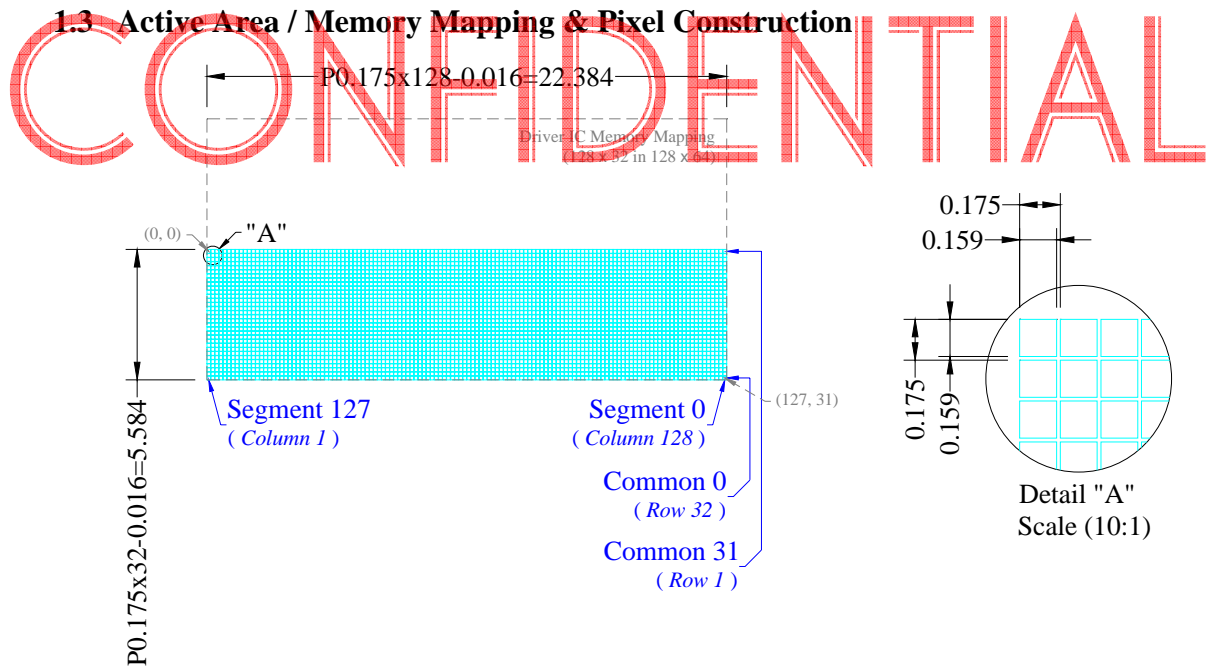 1.3 Active Area / Memory Mapping & Pixel Construction
CONFIDENTIAL
P0.175x128-0.016=22.384
Driver IC Memory Mapping
(128 x 32 in 128 x 64)
(0, 0)
"A"
P0.175x32-0.016=5.584
Segment 127
( Column 1 )
Segment 0
( Column 128 )
(127, 31)
Common 0
( Row 32 )
Common 31
( Row 1 )
0.175
0.159
0.175
0.159
Detail "A"
Scale (10:1)